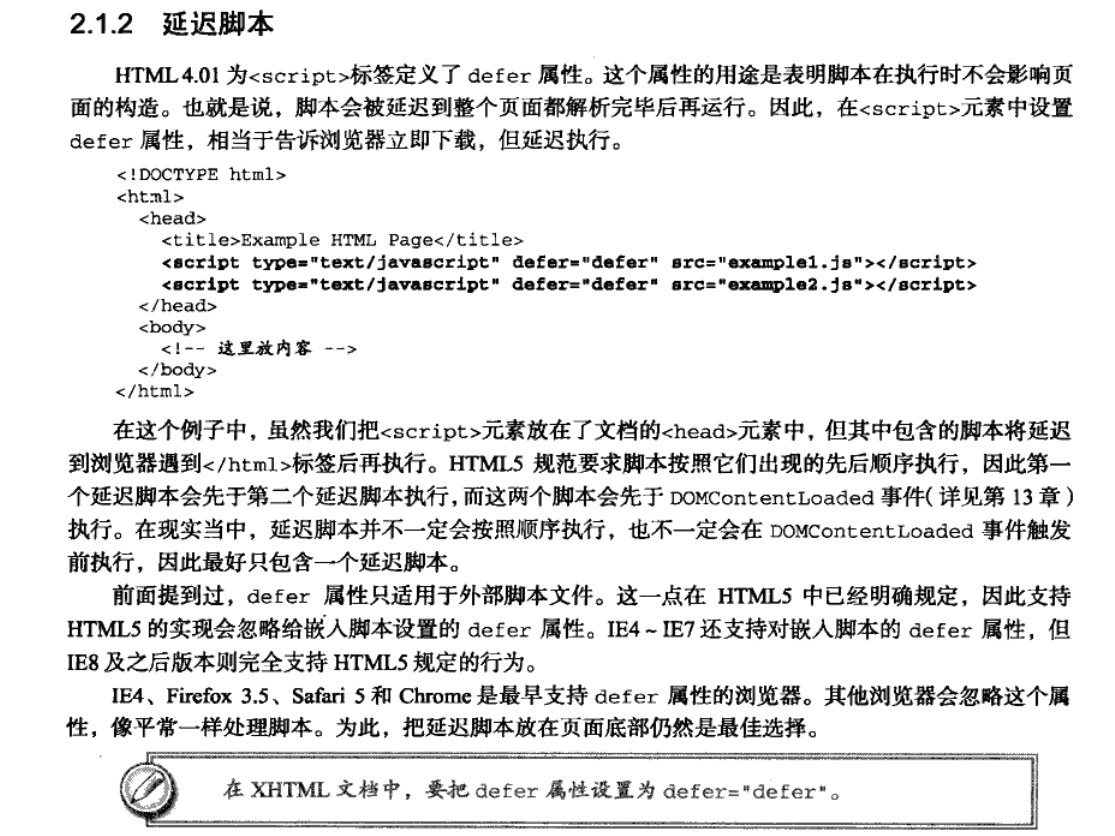 2.1.2 延迟脚本
HTML 4.01 为<script>标签定义了 defer 属性。这个属性的用途是表明脚本在执行时不会影响页
面的构造。也就是说，脚本会被延迟到整个页面都解析完毕后再运行。因此，在<script>元素中设置
defer 属性，相当于告诉浏览器立即下载，但延迟执行。
<!DOCTYPE html>
<html>
<head>
<title>Example HTML Page</title>
<script type="text/javascript" defer="defer" src="example1.js"></script>
<script type="text/javascript" defer="defer" src="example2.js"></script>
</head>
<body>
<!-- 这里放内容 -->
</body>
</html>
在这个例子中，虽然我们把<script>元素放在了文档的<head>元素中，但其中包含的脚本将延迟
到浏览器遇到</html>标签后再执行。HTML5 规范要求脚本按照它们出现的先后顺序执行，因此第一
个延迟脚本会先于第二个延迟脚本执行，而这两个脚本会先于 DOMContentLoaded 事件（详见第 13 章）
执行。在现实当中，延迟脚本并不一定会按照顺序执行，也不一定会在 DOMContentLoaded 事件触发
前执行，因此最好只包含一个延迟脚本。
前面提到过，defer 属性只适用于外部脚本文件。这一点在 HTML5 中已经明确规定，因此支持
HTML5 的实现会忽略给嵌入脚本设置的 defer 属性。IE4～IE7 还支持对嵌入脚本的 defer 属性，但
IE8 及之后版本则完全支持 HTML5 规定的行为。
IE4、Firefox 3.5、Safari 5 和 Chrome 是最早支持 defer 属性的浏览器。其他浏览器会忽略这个属
性，像平常一样处理脚本。为此，把延迟脚本放在页面底部仍然是最佳选择。
在 XHTML 文档中，要把 defer 属性设置为 defer="defer"。